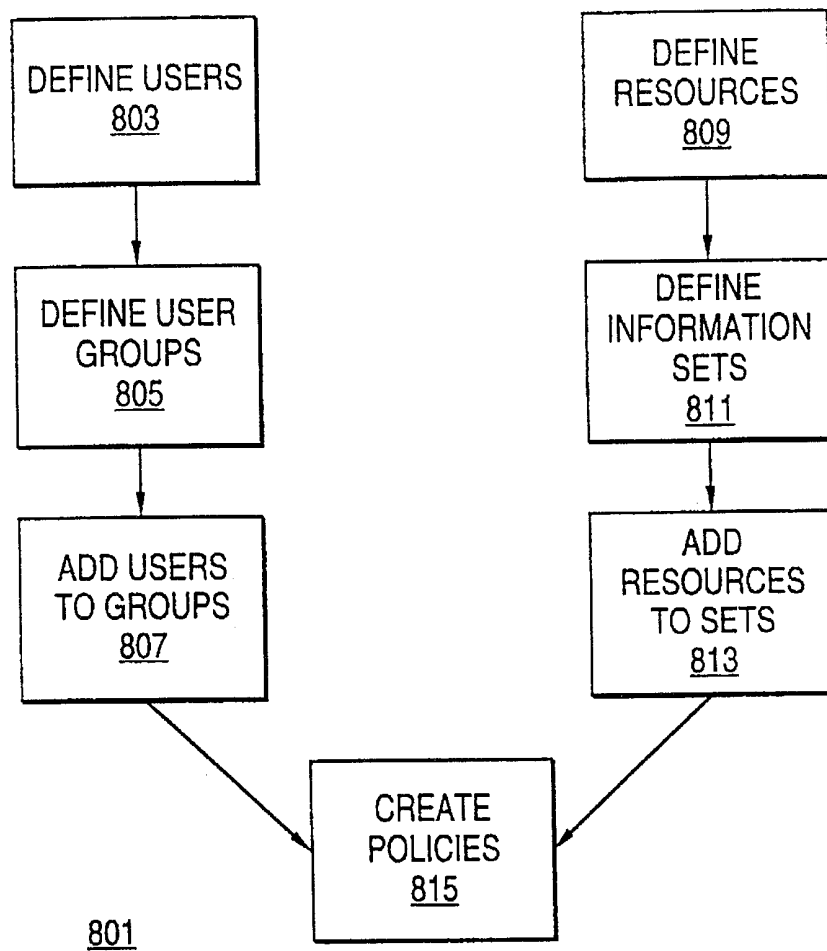 DEFINE USERS
803
DEFINE USER
GROUPS
805
ADD USERS
TO GROUPS
807
DEFINE
RESOURCES
809
DEFINE
INFORMATION
SETS
811
ADD
RESOURCES
TO SETS
813
CREATE
POLICIES
815
801